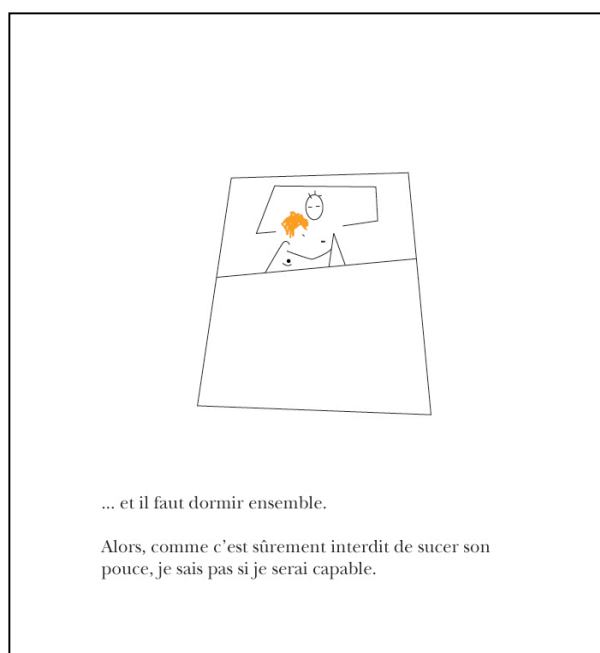 ... et il faut dormir ensemble.
Alors, comme c’est sûrement interdit de sucer son
pouce, je sais pas si je serai capable.